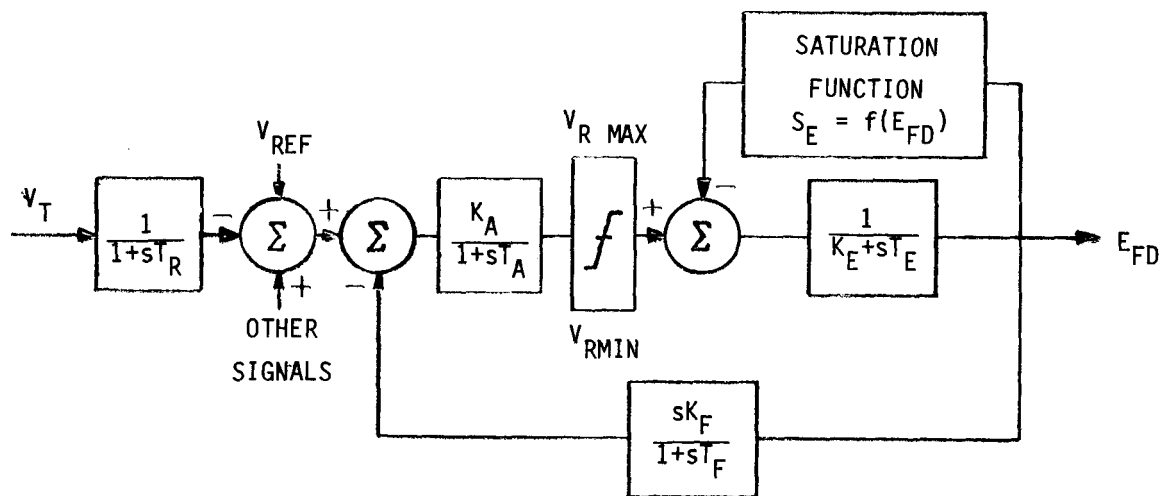 SATURATION
FUNCTION
S_E = f(E_FD)
V_REF
V_R MAX
V_T
1
1+sT_R
−
Σ
+
+
−
Σ
K_A
1+sT_A
+
−
Σ
1
K_E+sT_E
E_FD
OTHER
SIGNALS
V_RMIN
sK_F
1+sT_F